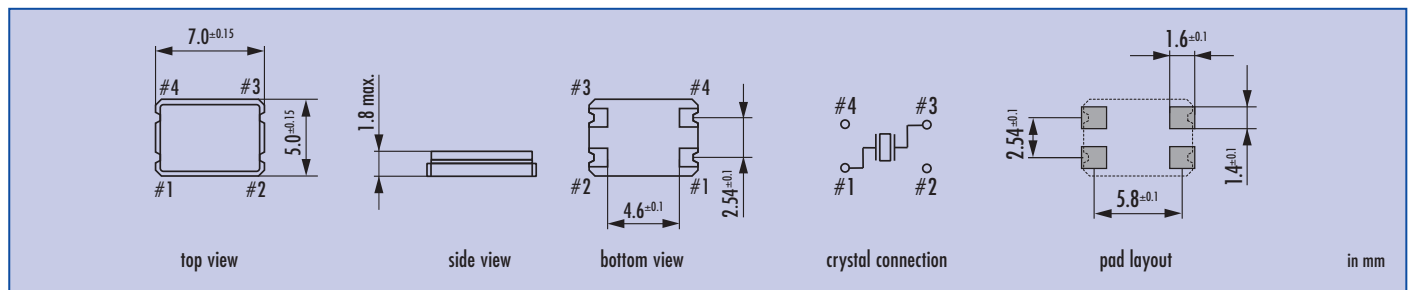 7.0±0.15
#4 #3
5.0±0.15
#1 #2
top view
1.8 max.
side view
#3 #4
#2 #1
4.6±0.1
2.54±0.1
bottom view
#4 #3
#1 #2
crystal connection
1.6±0.1
2.54±0.1
1.4±0.1
5.8±0.1
pad layout
in mm